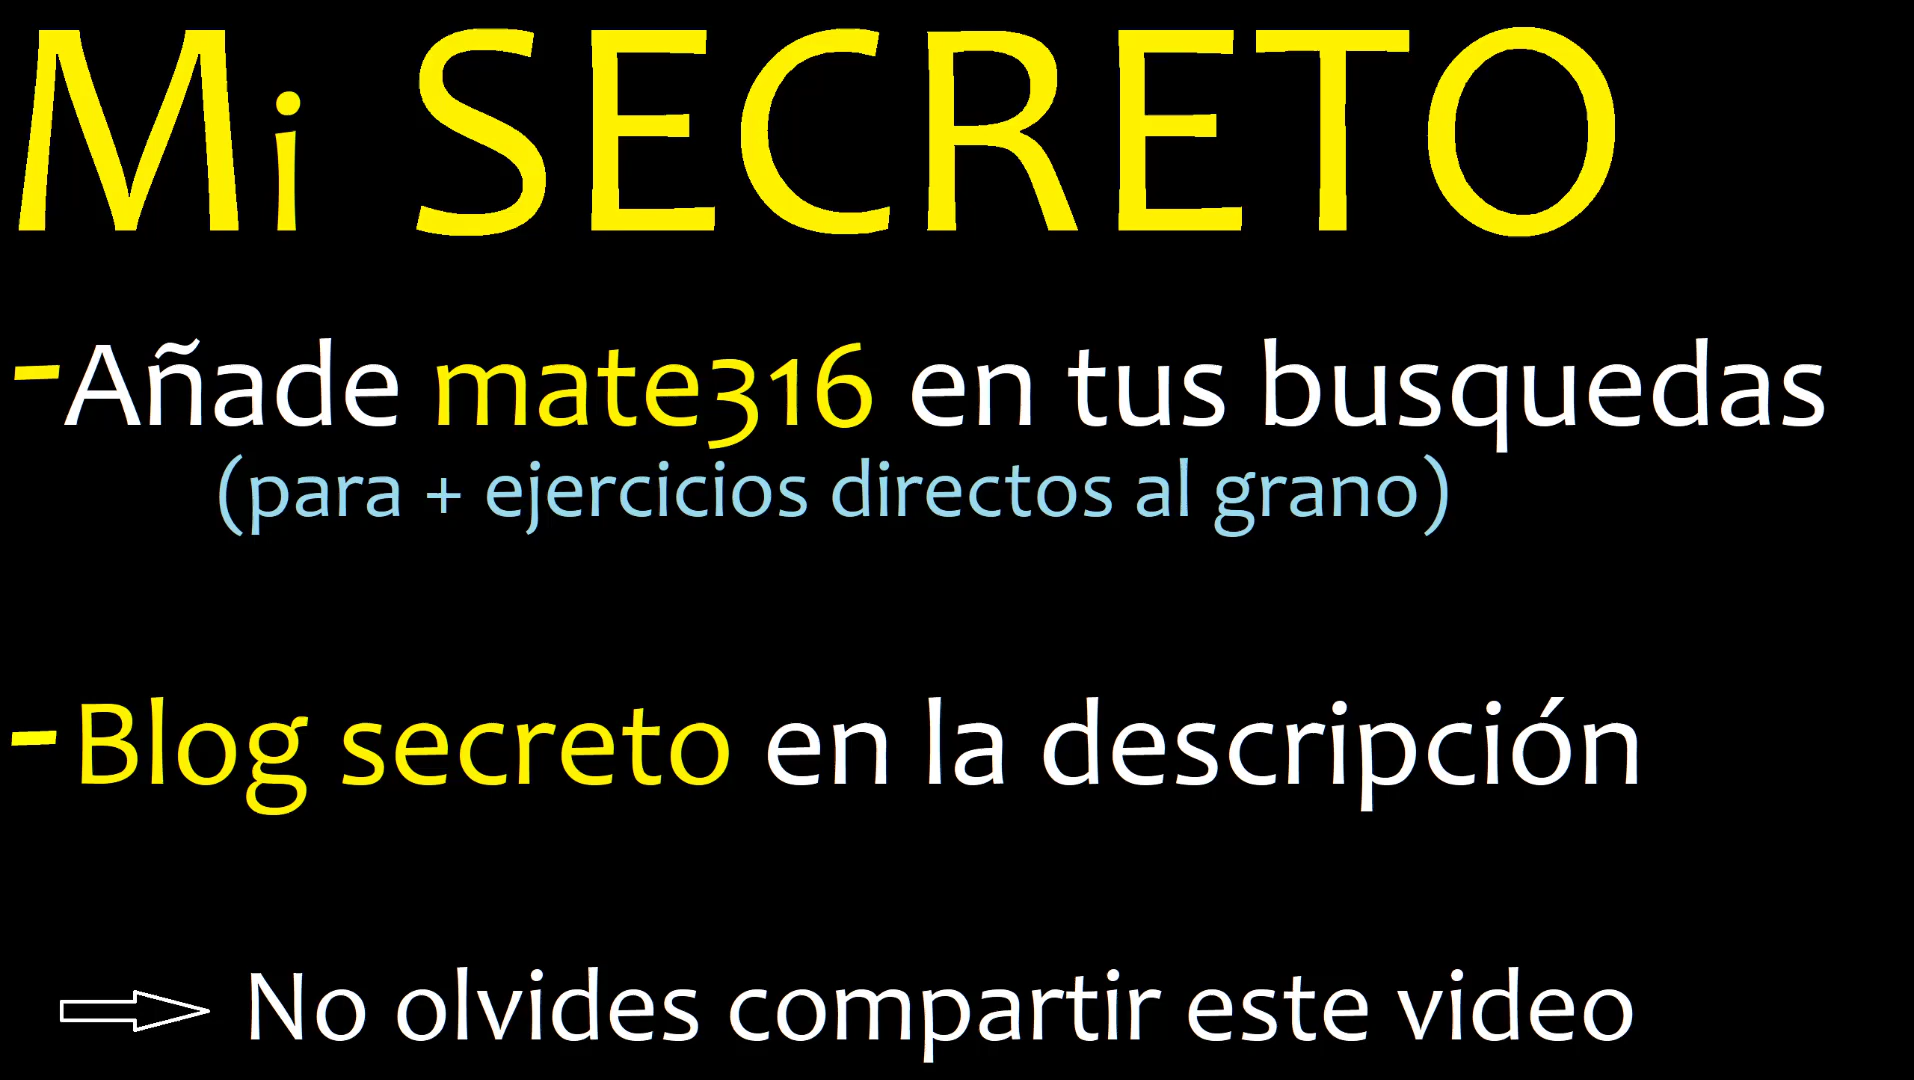 Mi SECRETO
-Añade mate316 en tus busquedas
(para + ejercicios directos al grano)
-Blog secreto en la descripción
No olvides compartir este video